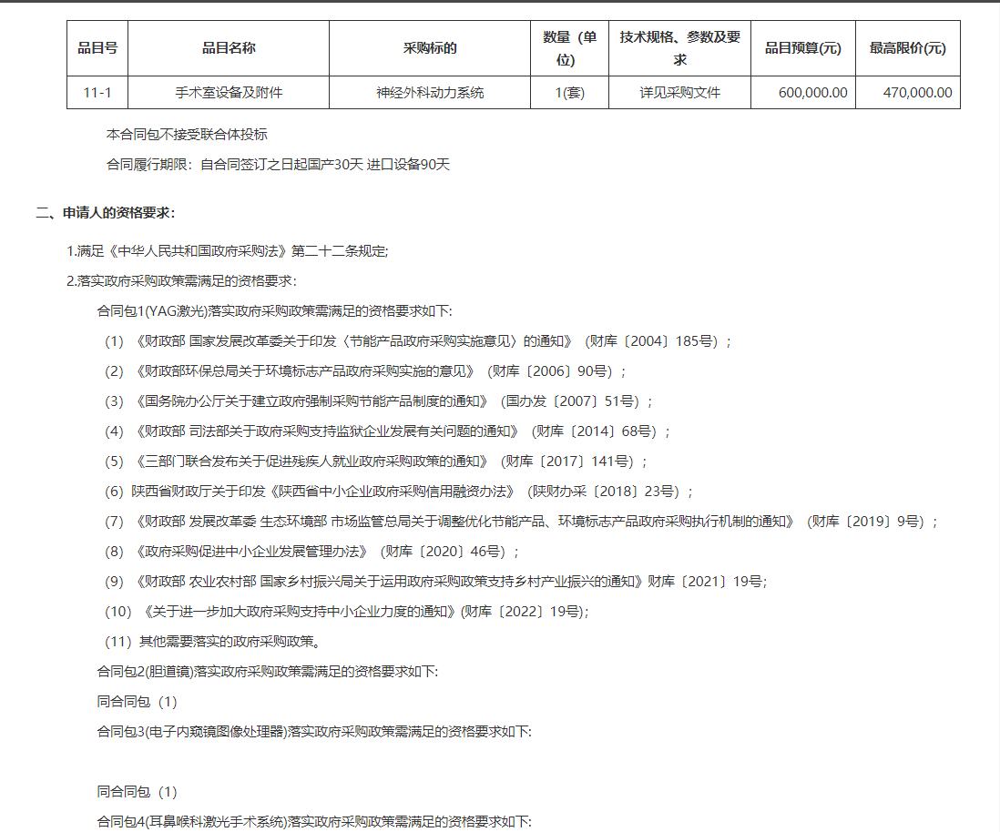 品目号 品目名称 采购标的 数量（单位） 技术规格、参数及要求 品目预算(元) 最高限价(元)
11-1 手术室设备及附件 神经外科动力系统 1(套) 详见采购文件 600,000.00 470,000.00
本合同包不接受联合体投标
合同履行期限：自合同签订之日起国产30天 进口设备90天
二、申请人的资格要求：
1.满足《中华人民共和国政府采购法》第二十二条规定;
2.落实政府采购政策需满足的资格要求：
合同包1(YAG激光)落实政府采购政策需满足的资格要求如下:
（1）《财政部 国家发展改革委关于印发〈节能产品政府采购实施意见〉的通知》（财库〔2004〕185号）;
（2）《财政部环保总局关于环境标志产品政府采购实施的意见》（财库〔2006〕90号）;
（3）《国务院办公厅关于建立政府强制采购节能产品制度的通知》（国办发〔2007〕51号）;
（4）《财政部 司法部关于政府采购支持监狱企业发展有关问题的通知》（财库〔2014〕68号）;
（5）《三部门联合发布关于促进残疾人就业政府采购政策的通知》（财库〔2017〕141号）;
（6）陕西省财政厅关于印发《陕西省中小企业政府采购信用融资办法》（陕财办采〔2018〕23号）;
（7）《财政部 发展改革委 生态环境部 市场监管总局关于调整优化节能产品、环境标志产品政府采购执行机制的通知》（财库〔2019〕9号）;
（8）《政府采购促进中小企业发展管理办法》（财库〔2020〕46号）;
（9）《财政部 农业农村部 国家乡村振兴局关于运用政府采购政策支持乡村产业振兴的通知》财库〔2021〕19号;
（10）《关于进一步加大政府采购支持中小企业力度的通知》(财库〔2022〕19号);
（11）其他需要落实的政府采购政策。
合同包2(胆道镜)落实政府采购政策需满足的资格要求如下:
同合同包（1）
合同包3(电子内窥镜图像处理器)落实政府采购政策需满足的资格要求如下:
同合同包（1）
合同包4(耳鼻喉科激光手术系统)落实政府采购政策需满足的资格要求如下: